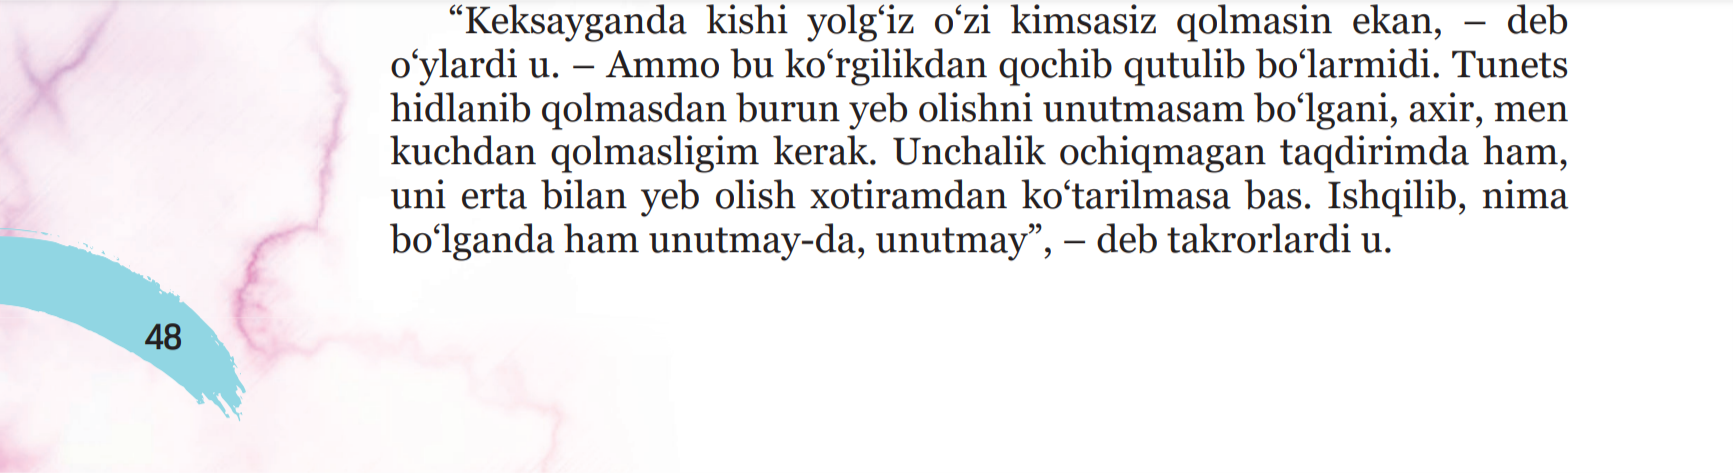 “Keksayganda kishi yolg‘iz o‘zi kimsasiz qolmasin ekan, – deb
o‘ylardi u. – Ammo bu ko‘rgilikdan qochib qutulib bo‘larmidi. Tunets
hidlanib qolmasdan burun yeb olishni unutmasam bo‘lgani, axir, men
kuchdan qolmasligim kerak. Unchalik ochiqmagan taqdirimda ham,
uni erta bilan yeb olish xotiramdan ko‘tarilmasa bas. Ishqilib, nima
bo‘lganda ham unutmay-da, unutmay”, – deb takrorlardi u.
48